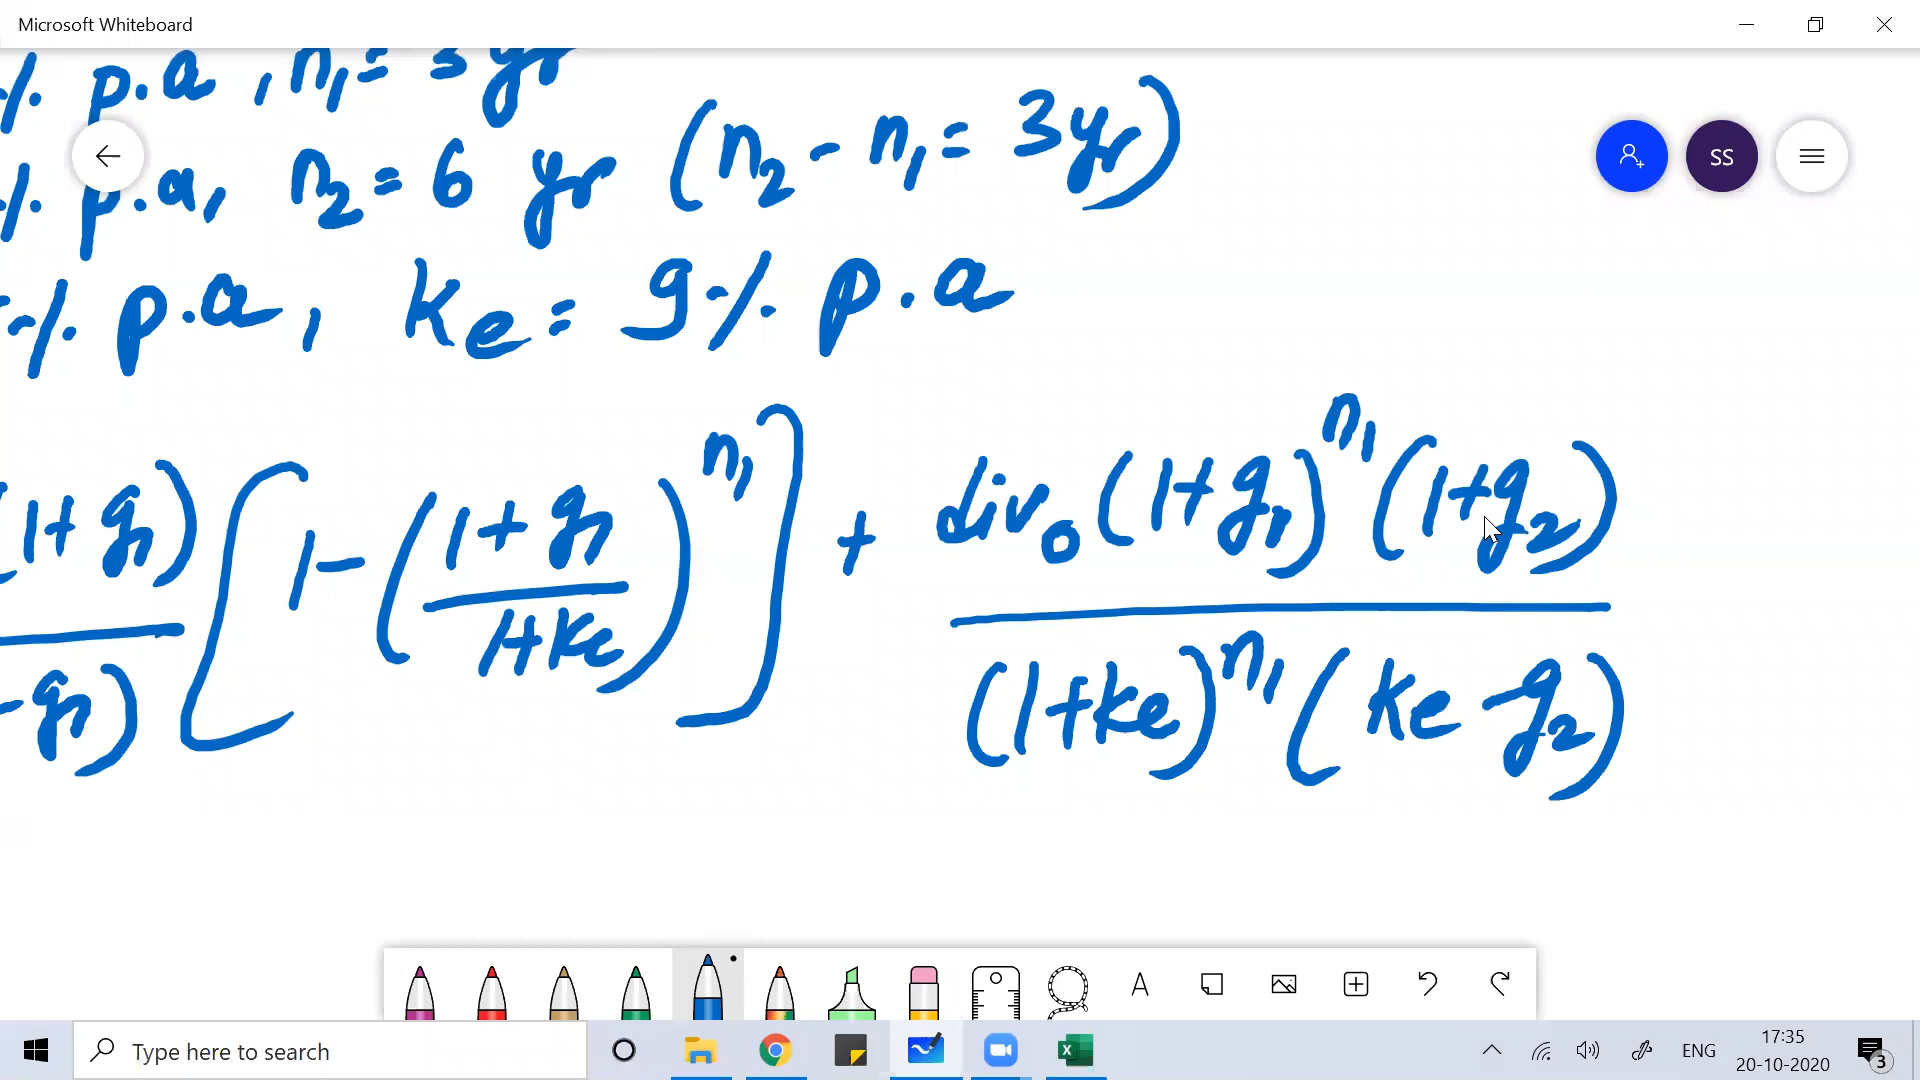 Microsoft Whiteboard
% p.a, n₁ = 3 yr
% p.a, n₂ = 6 yr (n₂ - n₁ = 3yr)
% p.a, ke = 9% p.a
(1+g₁)/(-g₁) [1-((1+g₁)/(1+ke))^n₁] + div₀(1+g₁)^n₁(1+g₂)/((1+ke)^n₁(ke-g₂))
SS
Type here to search
ENG
17:35
20-10-2020
3